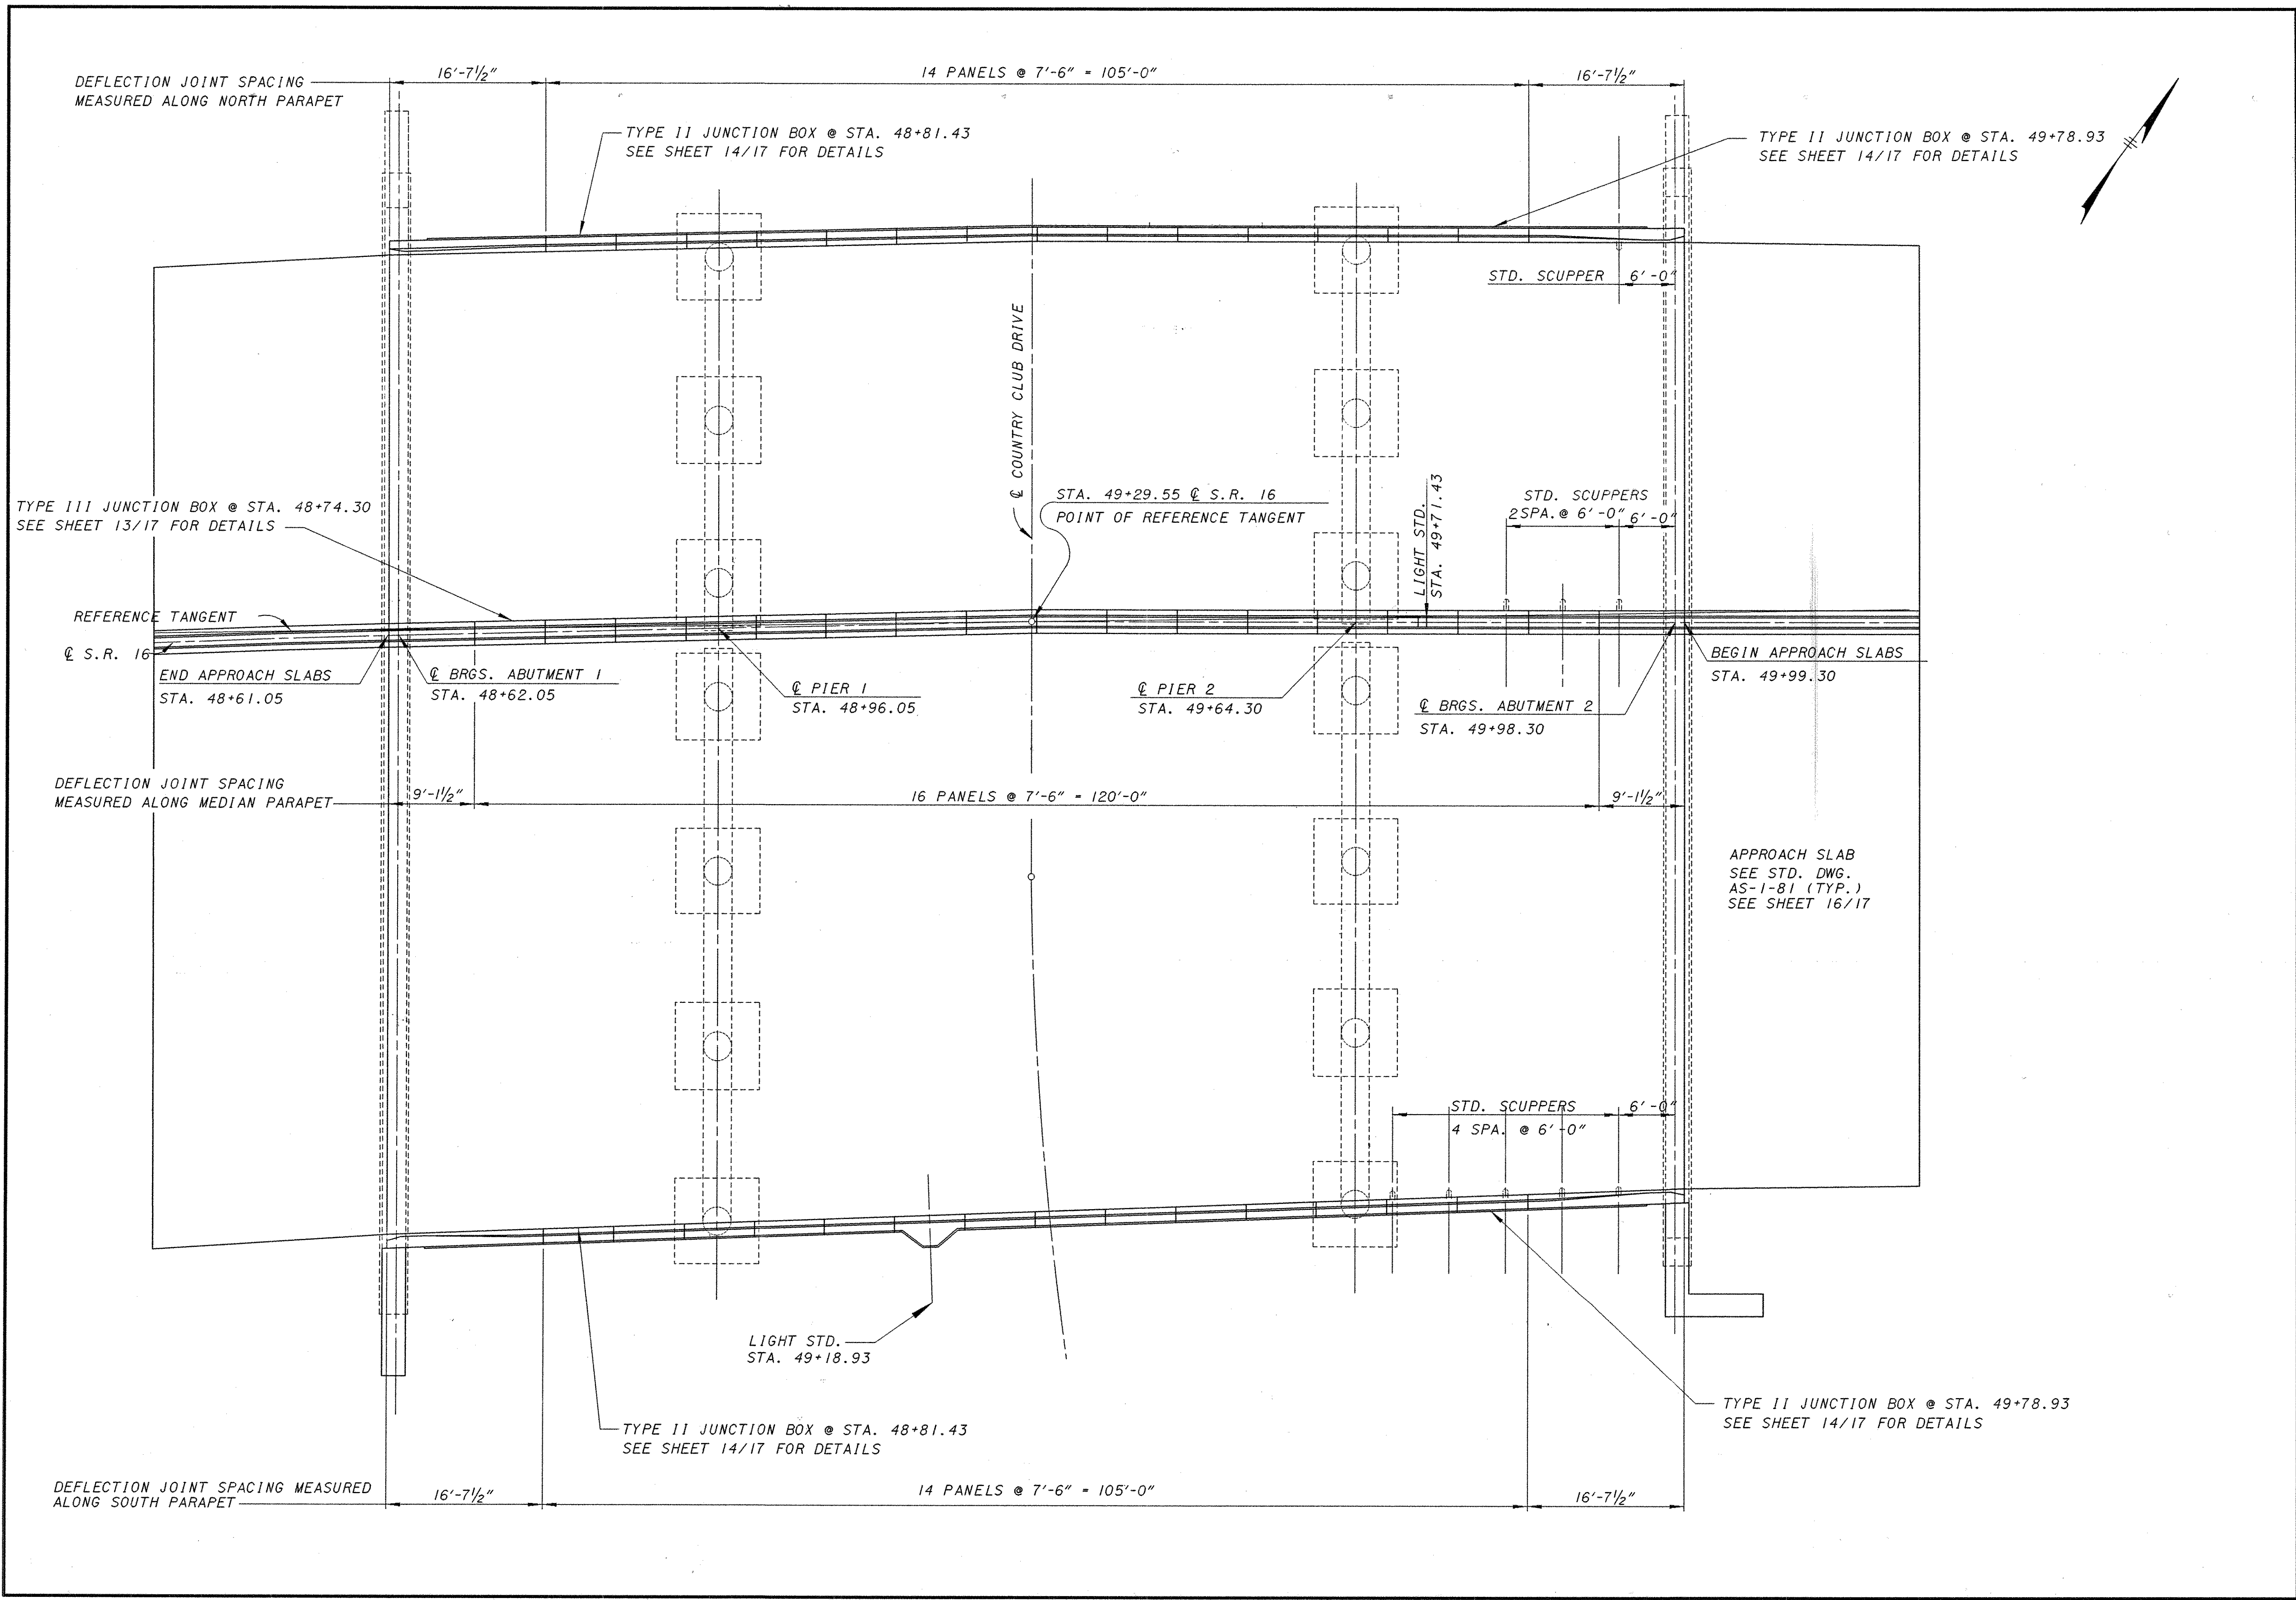 DEFLECTION JOINT SPACING
MEASURED ALONG NORTH PARAPET
16'-7½"
14 PANELS @ 7'-6" = 105'-0"
16'-7½"
TYPE II JUNCTION BOX @ STA. 48+81.43
SEE SHEET 14/17 FOR DETAILS
TYPE II JUNCTION BOX @ STA. 49+78.93
SEE SHEET 14/17 FOR DETAILS
STD. SCUPPER 6'-0"
℄ COUNTRY CLUB DRIVE
TYPE III JUNCTION BOX @ STA. 48+74.30
SEE SHEET 13/17 FOR DETAILS
STA. 49+29.55 ℄ S.R. 16
POINT OF REFERENCE TANGENT
LIGHT STD.
STA. 49+71.43
STD. SCUPPERS
2 SPA. @ 6'-0" 6'-0"
REFERENCE TANGENT
℄ S.R. 16
END APPROACH SLABS
STA. 48+61.05
℄ BRGS. ABUTMENT 1
STA. 48+62.05
℄ PIER 1
STA. 48+96.05
℄ PIER 2
STA. 49+64.30
℄ BRGS. ABUTMENT 2
STA. 49+98.30
BEGIN APPROACH SLABS
STA. 49+99.30
DEFLECTION JOINT SPACING
MEASURED ALONG MEDIAN PARAPET
9'-1½"
16 PANELS @ 7'-6" = 120'-0"
9'-1½"
APPROACH SLAB
SEE STD. DWG.
AS-1-81 (TYP.)
SEE SHEET 16/17
STD. SCUPPERS 6'-0"
4 SPA. @ 6'-0"
LIGHT STD.
STA. 49+18.93
TYPE II JUNCTION BOX @ STA. 48+81.43
SEE SHEET 14/17 FOR DETAILS
TYPE II JUNCTION BOX @ STA. 49+78.93
SEE SHEET 14/17 FOR DETAILS
DEFLECTION JOINT SPACING MEASURED
ALONG SOUTH PARAPET
16'-7½"
14 PANELS @ 7'-6" = 105'-0"
16'-7½"